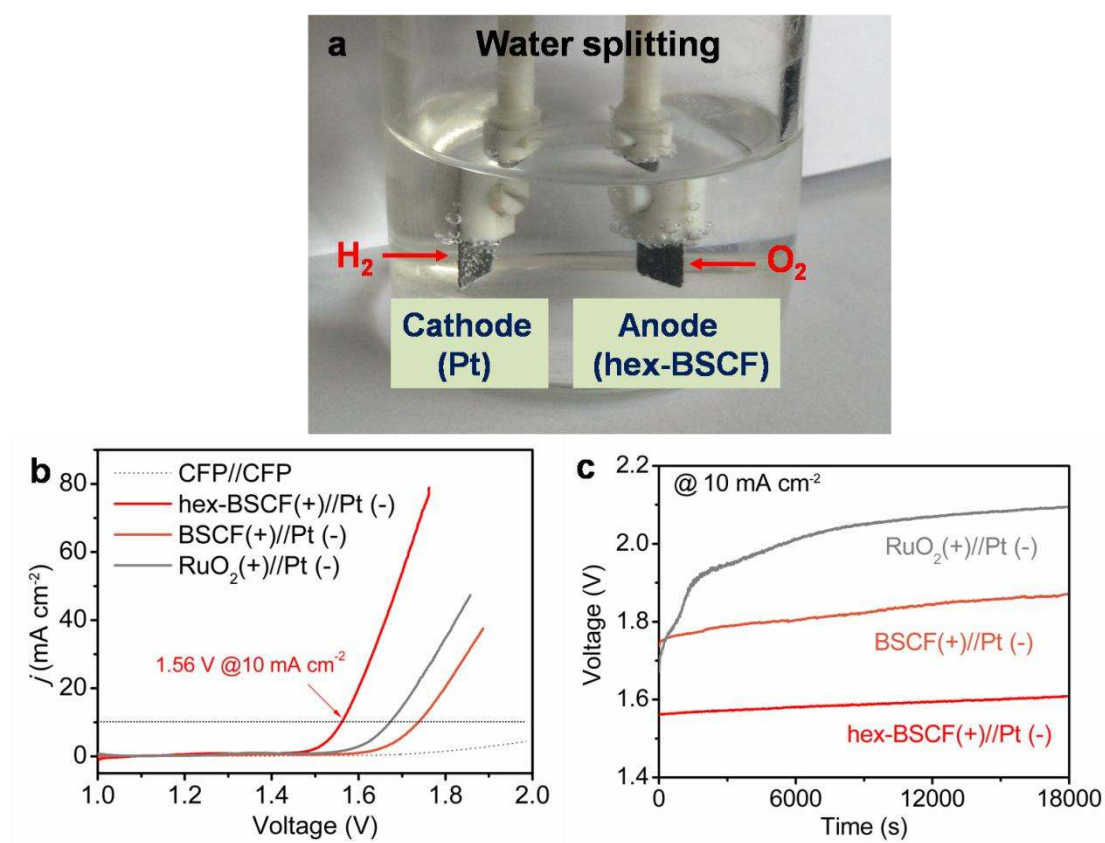 a
Water splitting
H₂
O₂
Cathode
(Pt)
Anode
(hex-BSCF)
b
CFP//CFP
hex-BSCF(+)//Pt (-)
BSCF(+)//Pt (-)
RuO₂(+)//Pt (-)
1.56 V @10 mA cm⁻²
j (mA cm⁻²)
80
60
40
20
0
1.0
1.2
1.4
1.6
1.8
2.0
Voltage (V)
c
@ 10 mA cm⁻²
RuO₂(+)//Pt (-)
BSCF(+)//Pt (-)
hex-BSCF(+)//Pt (-)
Voltage (V)
2.2
2.0
1.8
1.6
1.4
0
6000
12000
18000
Time (s)